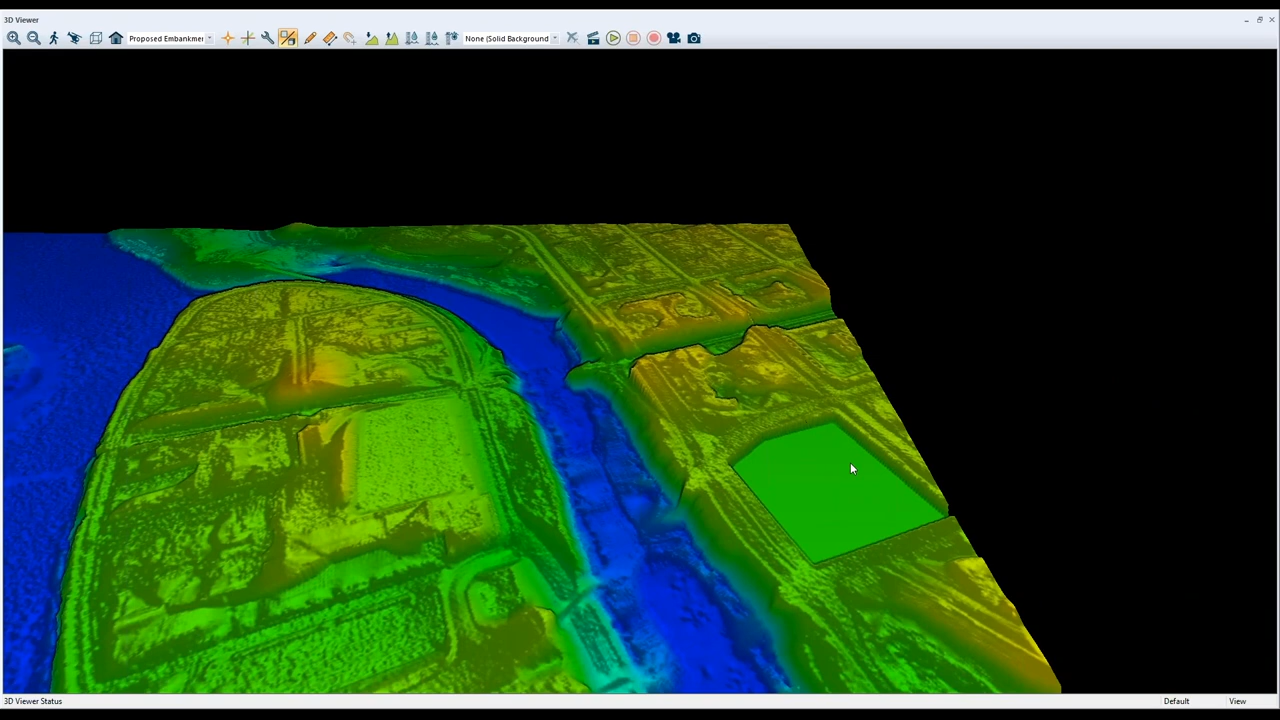 3D Viewer
Proposed Embankmer
None (Solid Background
3D Viewer Status
Default
View